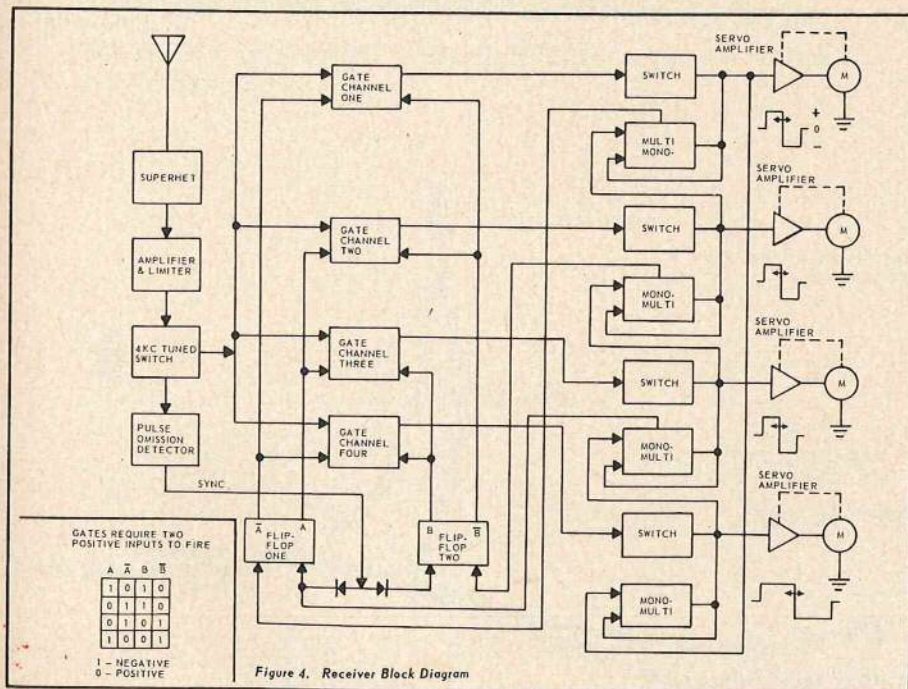 SUPERHET
AMPLIFIER
& LIMITER
4KC TUNED
SWITCH
PULSE
OMISSION
DETECTOR
SYNC
GATE
CHANNEL
ONE
GATE
CHANNEL
TWO
GATE
CHANNEL
THREE
GATE
CHANNEL
FOUR
A̅ A
FLIP-
FLOP
ONE
B B̅
FLIP-
FLOP
TWO
SWITCH
MULTI
MONO-
SWITCH
MONO-
MULTI
SWITCH
MONO-
MULTI
SWITCH
MONO-
MULTI
SERVO
AMPLIFIER
M
+
0
–
SERVO
AMPLIFIER
M
SERVO
AMPLIFIER
M
SERVO
AMPLIFIER
M
GATES REQUIRE TWO
POSITIVE INPUTS TO FIRE
A A̅ B B̅
1 0 1 0
0 1 1 0
0 1 0 1
1 0 0 1
1 – NEGATIVE
0 – POSITIVE
Figure 4. Receiver Block Diagram